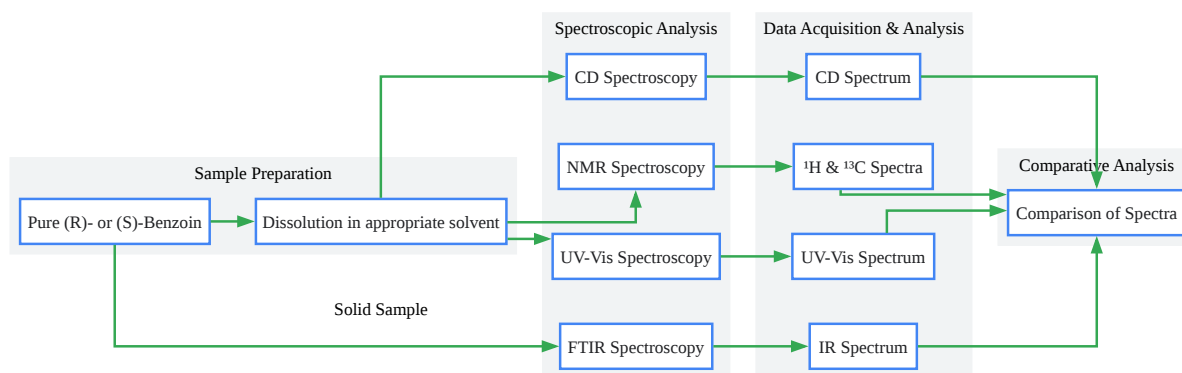 Spectroscopic Analysis
Data Acquisition & Analysis
CD Spectroscopy
CD Spectrum
Sample Preparation
NMR Spectroscopy
¹H & ¹³C Spectra
Comparative Analysis
Pure (R)- or (S)-Benzoin
Dissolution in appropriate solvent
Comparison of Spectra
UV-Vis Spectroscopy
UV-Vis Spectrum
Solid Sample
FTIR Spectroscopy
IR Spectrum